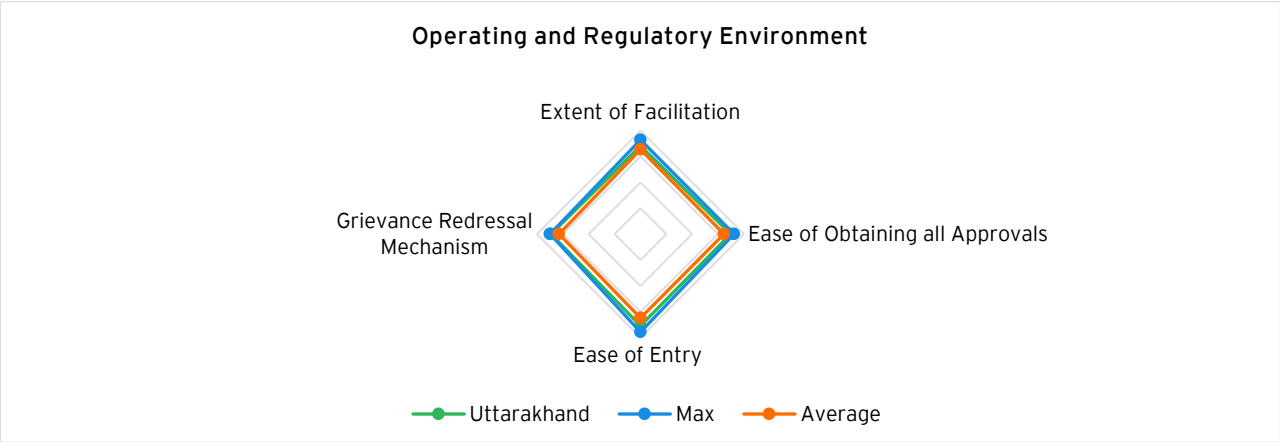 Operating and Regulatory Environment
Extent of Facilitation
Grievance Redressal
Mechanism
Ease of Obtaining all Approvals
Ease of Entry
Uttarakhand Max Average